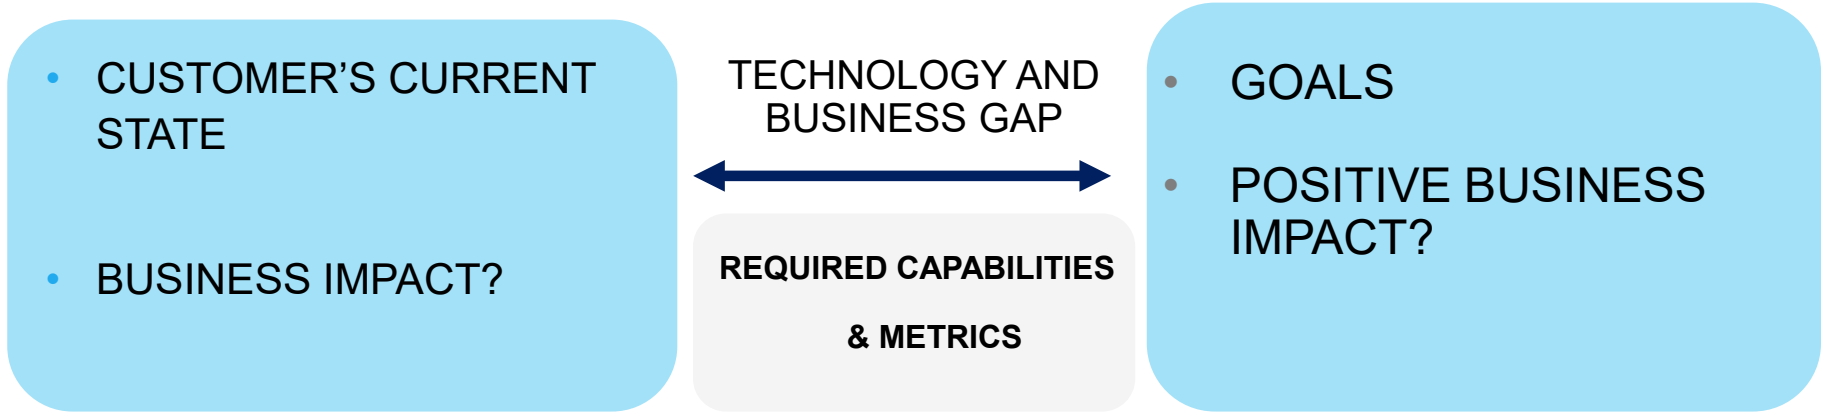 • CUSTOMER’S CURRENT
STATE
• BUSINESS IMPACT?
TECHNOLOGY AND
BUSINESS GAP
REQUIRED CAPABILITIES
& METRICS
• GOALS
• POSITIVE BUSINESS
IMPACT?